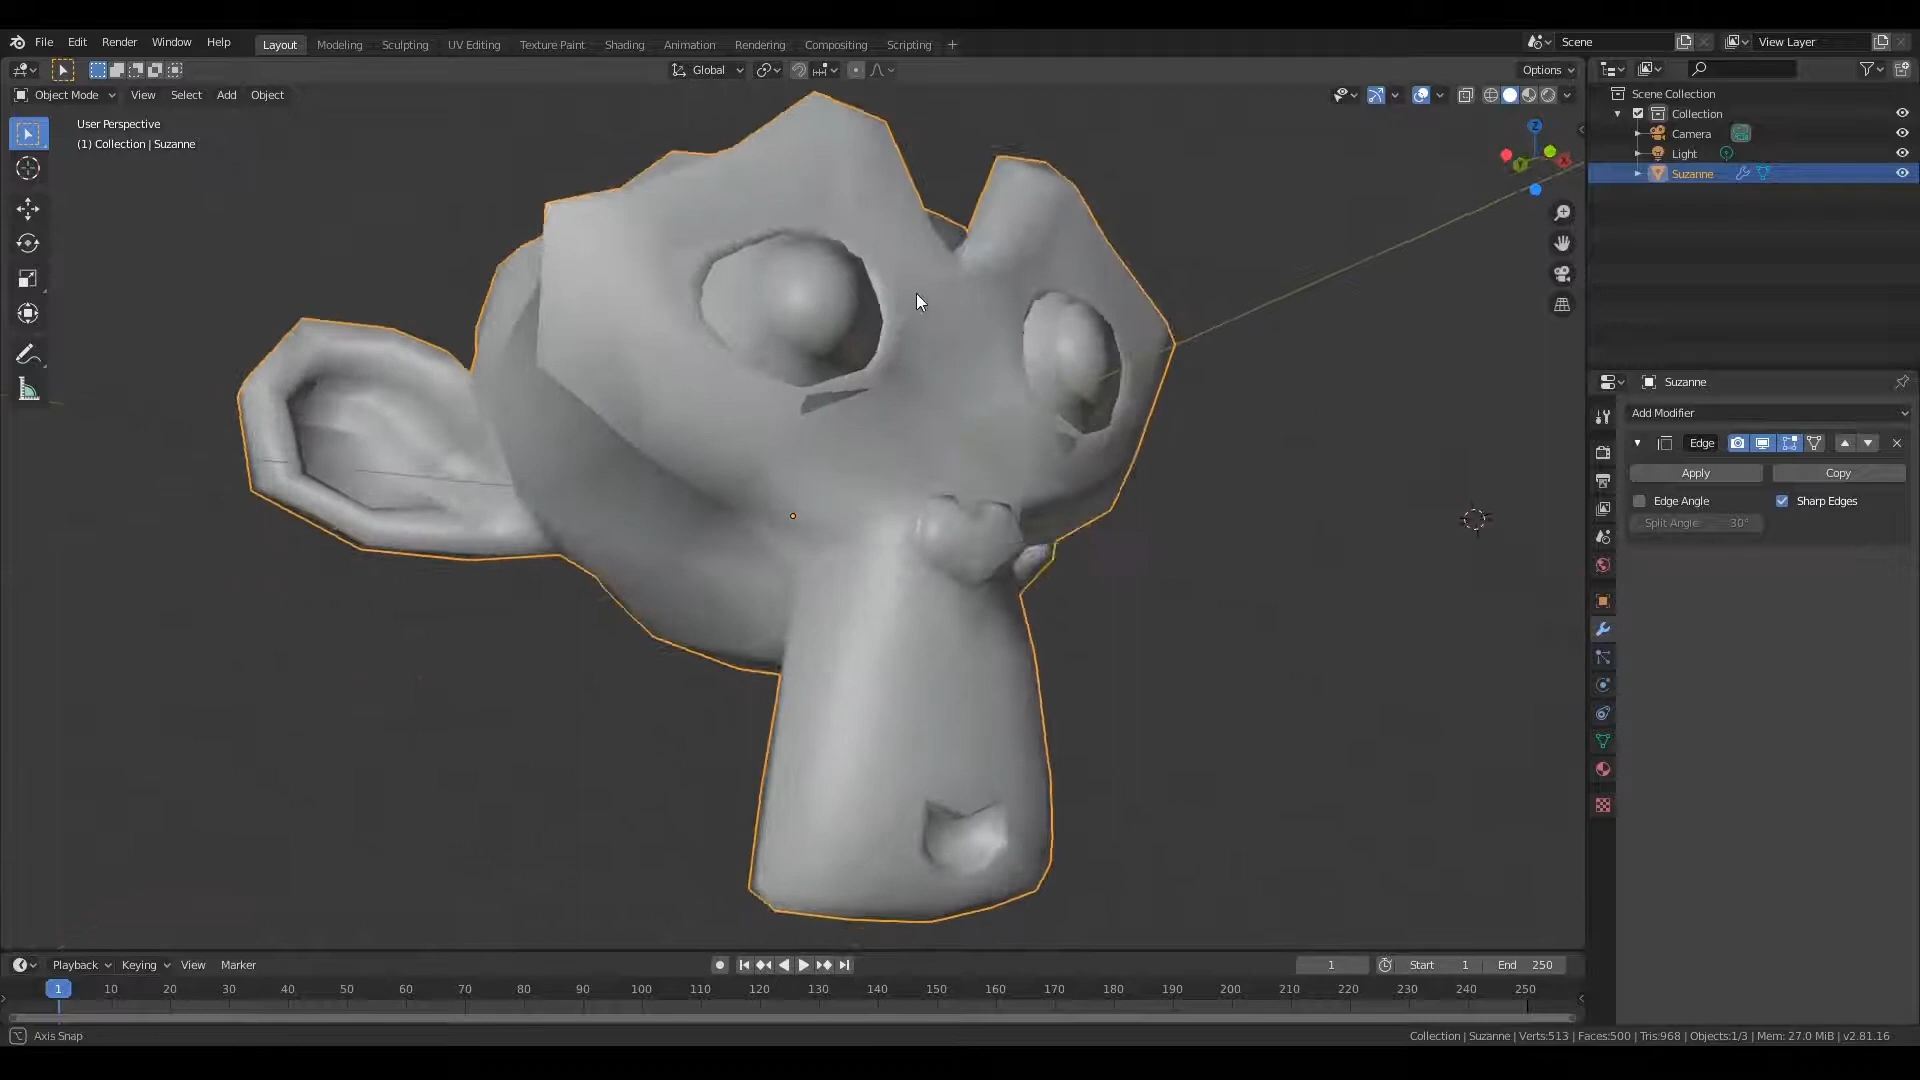 File Edit Render Window Help Layout Modeling Sculpting UV Editing Texture Paint Shading Animation Rendering Compositing Scripting + Scene View Layer
Global Options
Object Mode View Select Add Object
User Perspective
(1) Collection | Suzanne
Z
Y
X
Scene Collection
Collection
Camera
Light
Suzanne
Suzanne
Add Modifier
Edge
Apply Copy
Edge Angle Sharp Edges
Split Angle 30°
Playback Keying View Marker 1 Start 1 End 250
1 10 20 30 40 50 60 70 80 90 100 110 120 130 140 150 160 170 180 190 200 210 220 230 240 250
Axis Snap Collection | Suzanne | Verts:513 | Faces:500 | Tris:968 | Objects:1/3 | Mem: 27.0 MiB | v2.81.16